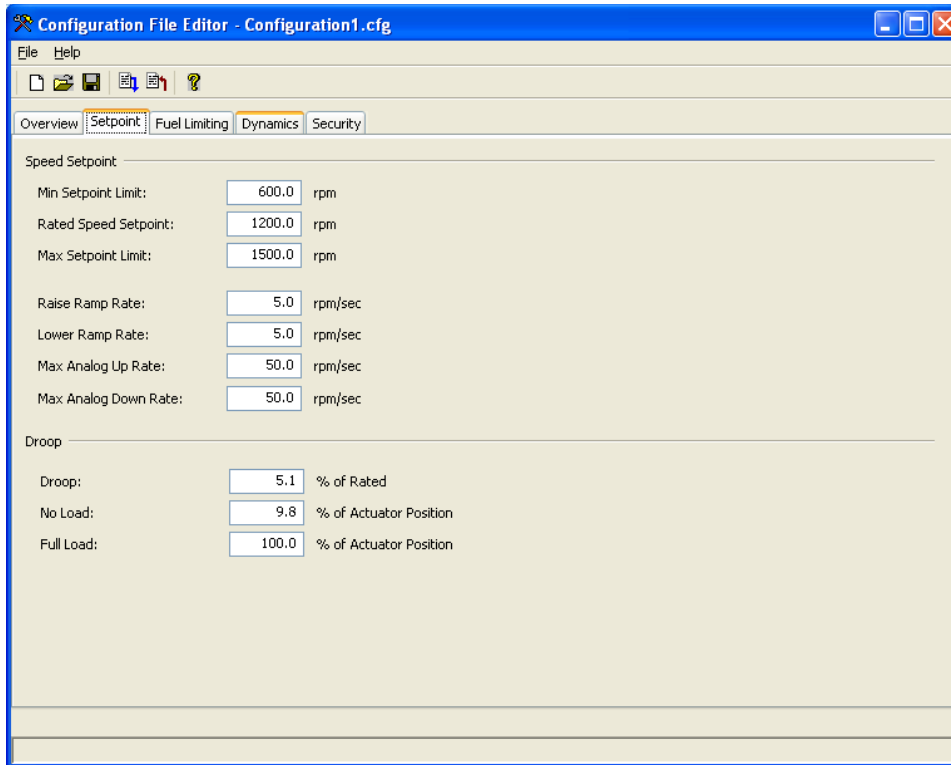 Configuration File Editor - Configuration1.cfg
File Help
Overview Setpoint Fuel Limiting Dynamics Security
Speed Setpoint
Min Setpoint Limit: 600.0 rpm
Rated Speed Setpoint: 1200.0 rpm
Max Setpoint Limit: 1500.0 rpm
Raise Ramp Rate: 5.0 rpm/sec
Lower Ramp Rate: 5.0 rpm/sec
Max Analog Up Rate: 50.0 rpm/sec
Max Analog Down Rate: 50.0 rpm/sec
Droop
Droop: 5.1 % of Rated
No Load: 9.8 % of Actuator Position
Full Load: 100.0 % of Actuator Position